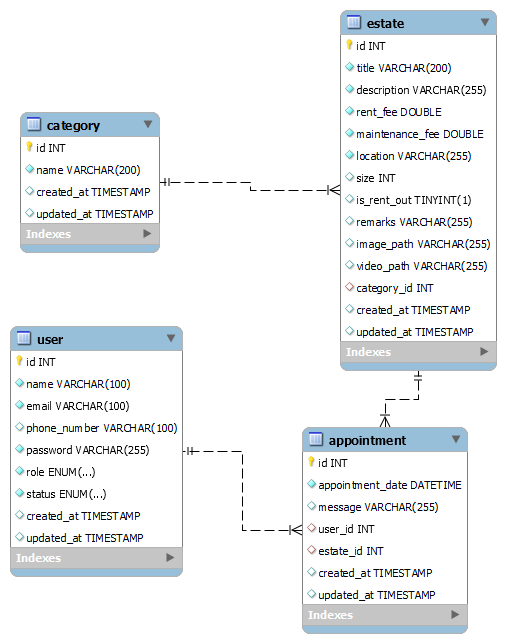 estate
id INT
title VARCHAR(200)
description VARCHAR(255)
rent_fee DOUBLE
maintenance_fee DOUBLE
location VARCHAR(255)
size INT
is_rent_out TINYINT(1)
remarks VARCHAR(255)
image_path VARCHAR(255)
video_path VARCHAR(255)
category_id INT
created_at TIMESTAMP
updated_at TIMESTAMP
Indexes
category
id INT
name VARCHAR(200)
created_at TIMESTAMP
updated_at TIMESTAMP
Indexes
user
id INT
name VARCHAR(100)
email VARCHAR(100)
phone_number VARCHAR(100)
password VARCHAR(255)
role ENUM(...)
status ENUM(...)
created_at TIMESTAMP
updated_at TIMESTAMP
Indexes
appointment
id INT
appointment_date DATETIME
message VARCHAR(255)
user_id INT
estate_id INT
created_at TIMESTAMP
updated_at TIMESTAMP
Indexes